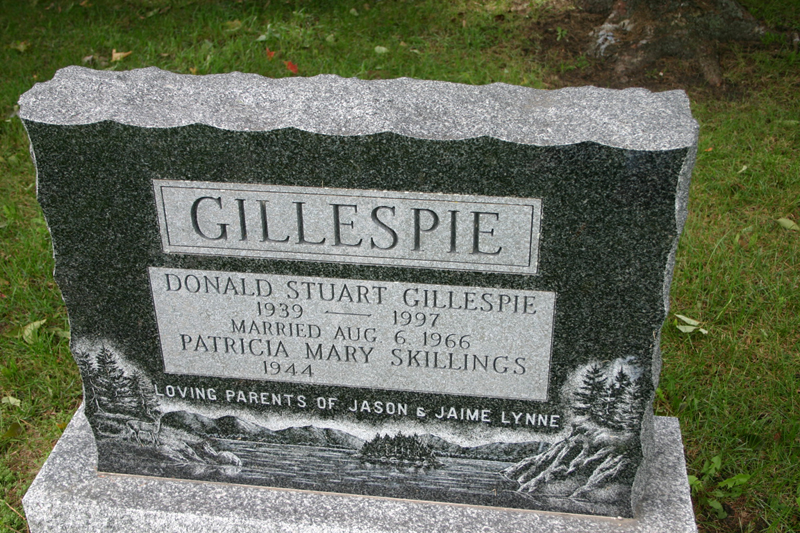 GILLESPIE
DONALD STUART GILLESPIE
1939 — 1997
MARRIED AUG 6, 1966
PATRICIA MARY SKILLINGS
1944
LOVING PARENTS OF JASON & JAIME LYNNE